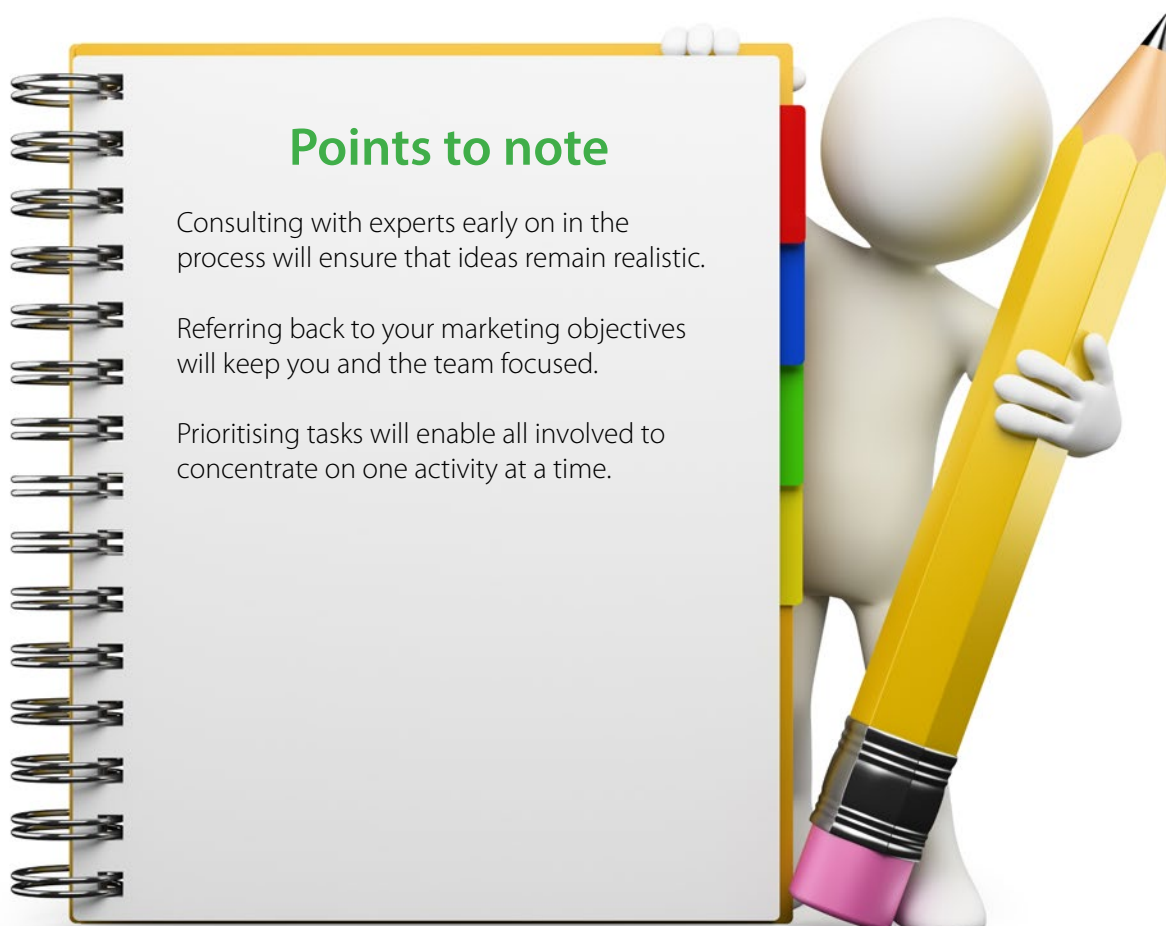 Points to note
Consulting with experts early on in the
process will ensure that ideas remain realistic.
Referring back to your marketing objectives
will keep you and the team focused.
Prioritising tasks will enable all involved to
concentrate on one activity at a time.